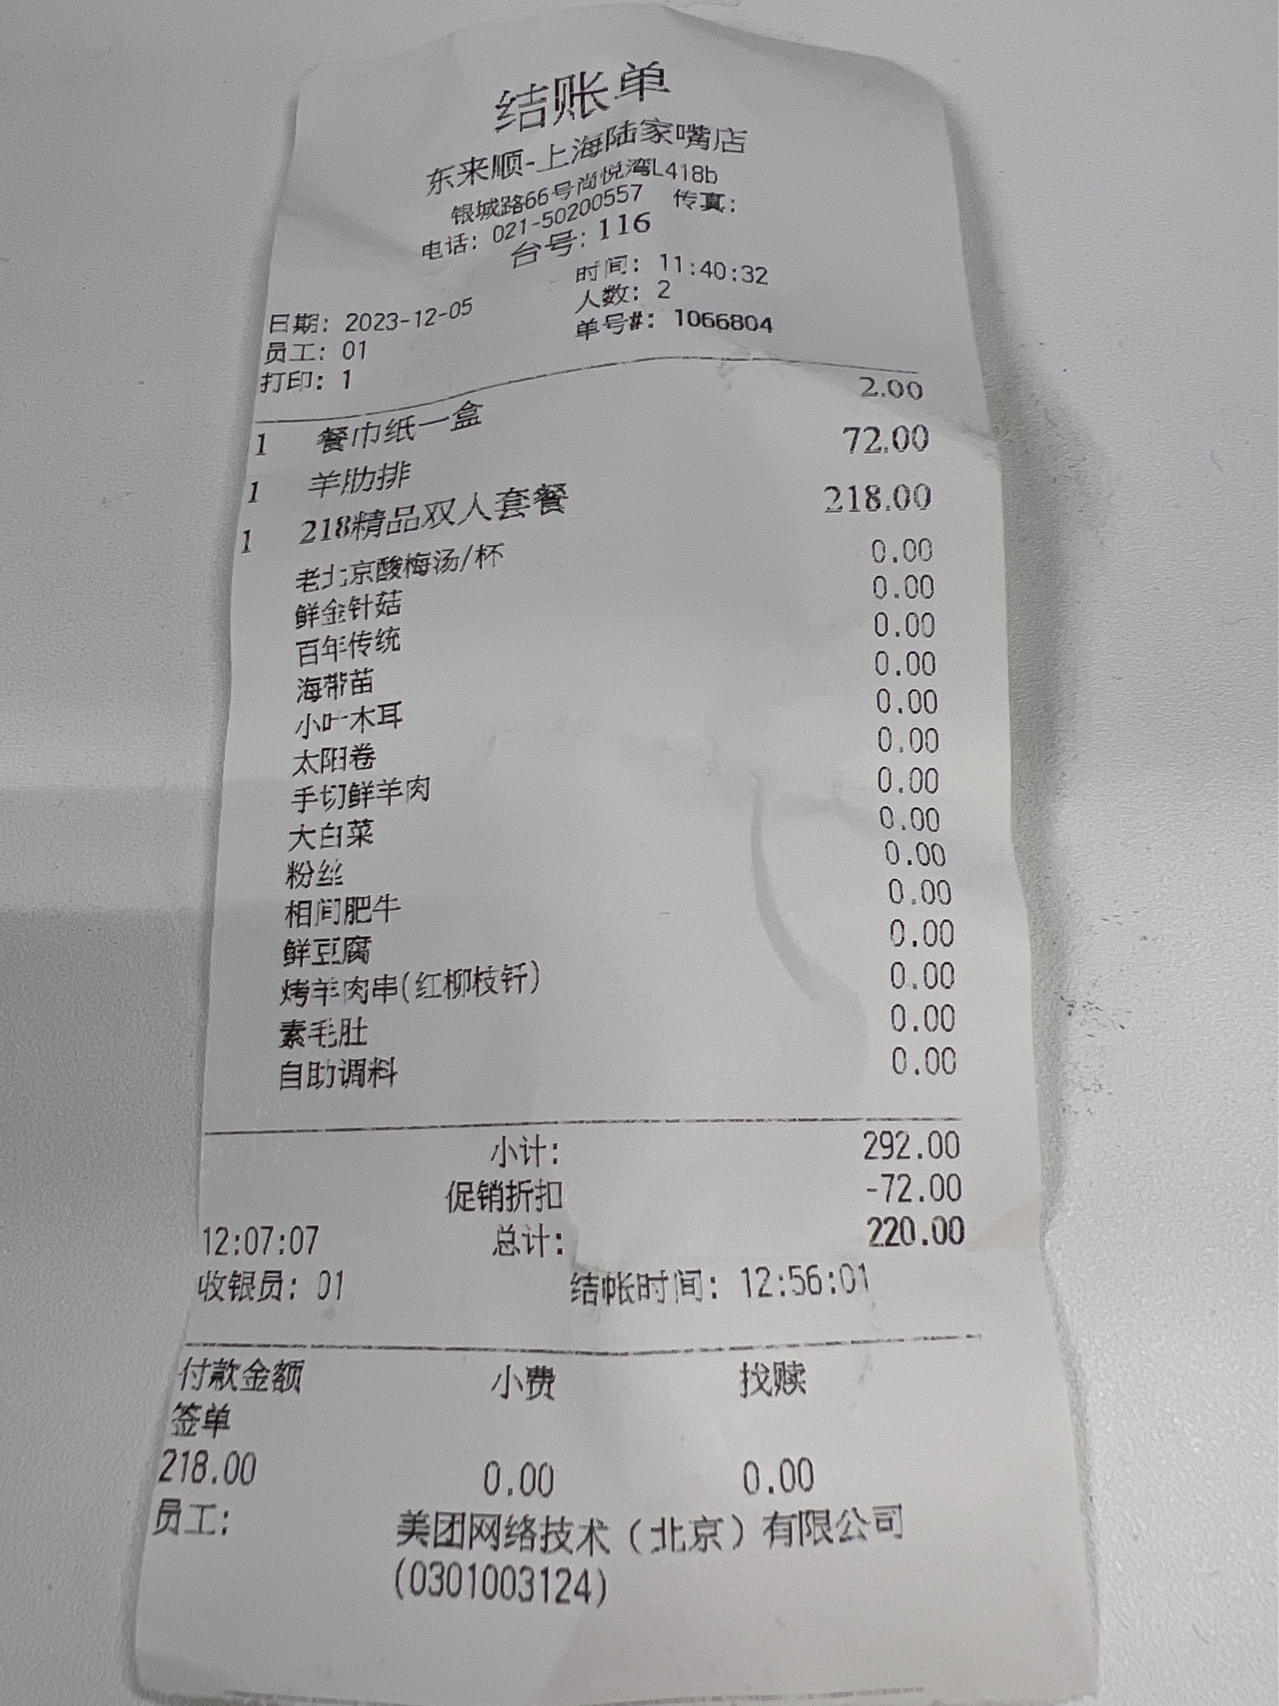 结账单
东来顺-上海陆家嘴店
银城路66号尚悦湾L418b
电话: 021-50200557 传真:
台号: 116
时间: 11:40:32
日期: 2023-12-05 人数: 2
员工: 01 单号#: 1066804
打印: 1
1 餐巾纸一盒 2.00
1 羊肋排 72.00
1 218精品双人套餐 218.00
老北京酸梅汤/杯 0.00
鲜金针菇 0.00
百年传统 0.00
海带苗 0.00
小叶木耳 0.00
太阳卷 0.00
手切鲜羊肉 0.00
大白菜 0.00
粉丝 0.00
相间肥牛 0.00
鲜豆腐 0.00
烤羊肉串(红柳枝钎) 0.00
素毛肚 0.00
自助调料 0.00
小计: 292.00
促销折扣 -72.00
12:07:07 总计: 220.00
收银员: 01 结帐时间: 12:56:01
付款金额 小费 找赎
签单
218.00 0.00 0.00
员工: 美团网络技术（北京）有限公司
(0301003124)